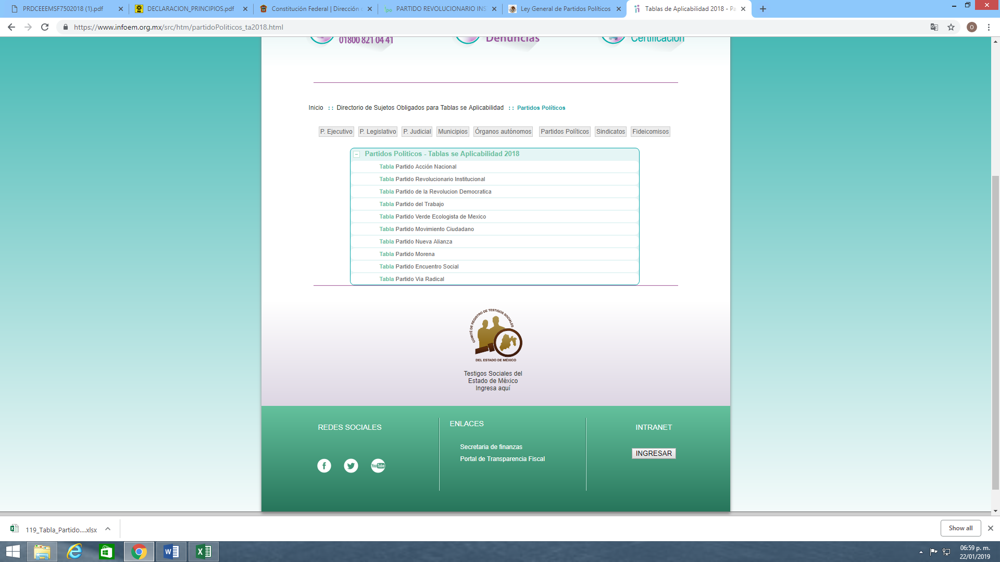 PRDCEEEMSF7502018 (1).pdf
DECLARACION_PRINCIPIOS.pdf
Constitución Federal | Dirección
PARTIDO REVOLUCIONARIO INS
Ley General de Partidos Políticos
Tablas de Aplicabilidad 2018 - Pa
https://www.infoem.org.mx/src/htm/partidoPoliticos_ta2018.html
O
01800 821 04 41
Denuncias
Certificación
Inicio :: Directorio de Sujetos Obligados para Tablas se Aplicabilidad :: Partidos Políticos
P. Ejecutivo P. Legislativo P. Judicial Municipios Órganos autónomos Partidos Políticos Sindicatos Fideicomisos
Partidos Políticos - Tablas se Aplicabilidad 2018
Tabla Partido Acción Nacional
Tabla Partido Revolucionario Institucional
Tabla Partido de la Revolucion Democratica
Tabla Partido del Trabajo
Tabla Partido Verde Ecologista de Mexico
Tabla Partido Movimiento Ciudadano
Tabla Partido Nueva Alianza
Tabla Partido Morena
Tabla Partido Encuentro Social
Tabla Partido Via Radical
COMITÉ DE REGISTRO DE TESTIGOS SOCIALES
DEL ESTADO DE MÉXICO
Testigos Sociales del
Estado de México
Ingresa aquí
REDES SOCIALES
ENLACES
INTRANET
Secretaria de finanzas
Portal de Transparencia Fiscal
INGRESAR
YouTube
119_Tabla_Partido....xlsx
Show all
06:59 p. m.
22/01/2019